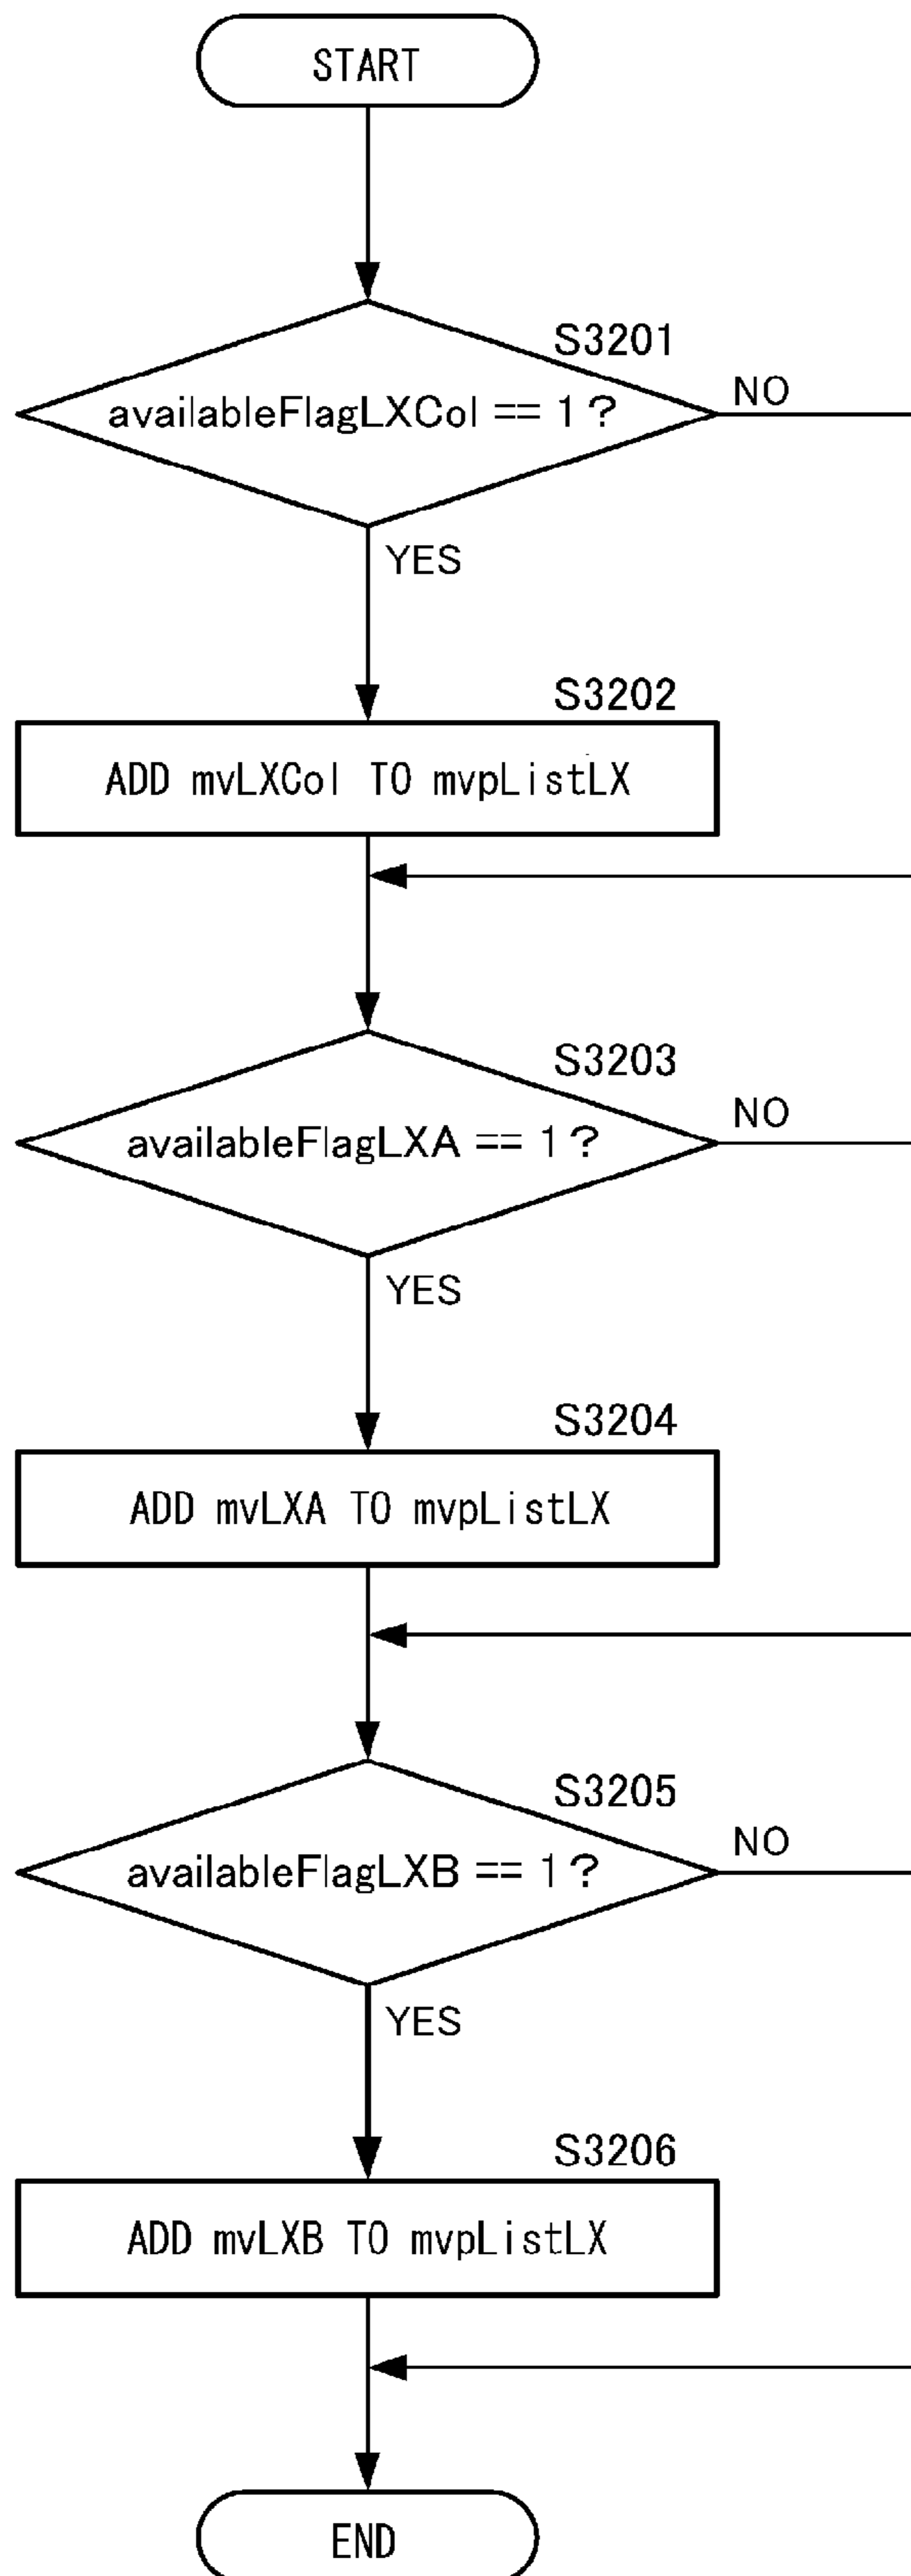 START
S3201
availableFlagLXCol == 1?
NO
YES
S3202
ADD mvLXCol TO mvpListLX
S3203
availableFlagLXA == 1?
NO
YES
S3204
ADD mvLXA TO mvpListLX
S3205
availableFlagLXB == 1?
NO
YES
S3206
ADD mvLXB TO mvpListLX
END